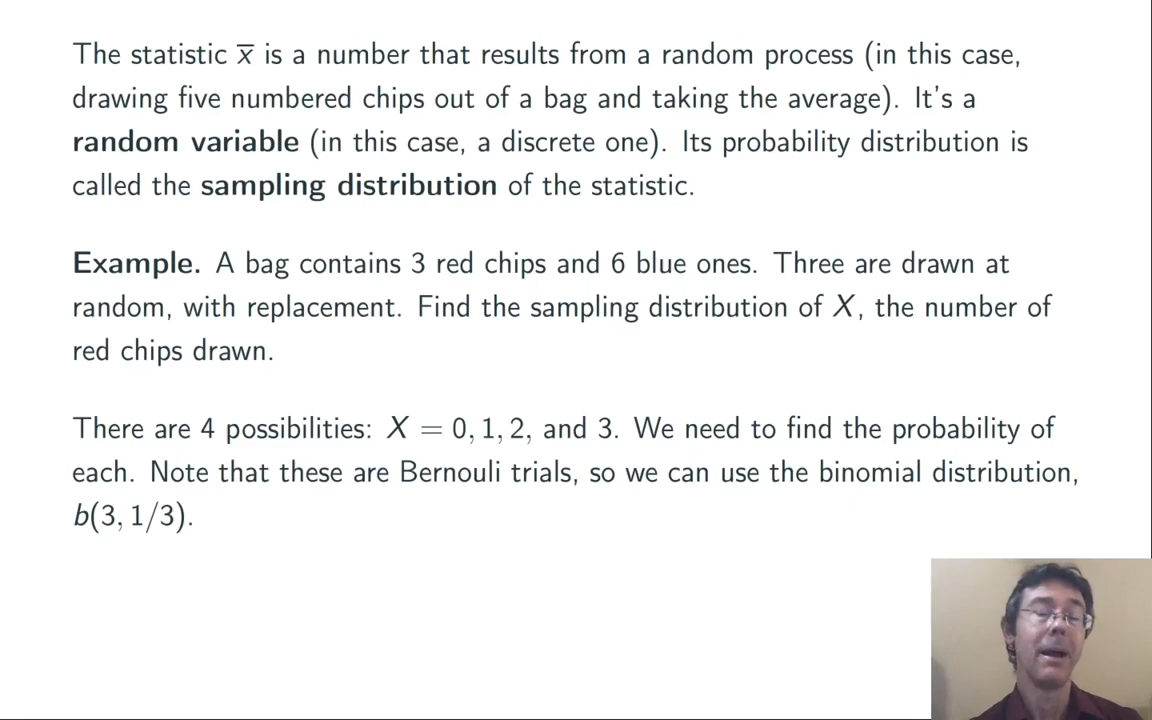 The statistic x̅ is a number that results from a random process (in this case,
drawing five numbered chips out of a bag and taking the average). It's a
random variable (in this case, a discrete one). Its probability distribution is
called the sampling distribution of the statistic.
Example. A bag contains 3 red chips and 6 blue ones. Three are drawn at
random, with replacement. Find the sampling distribution of X, the number of
red chips drawn.
There are 4 possibilities: X = 0, 1, 2, and 3. We need to find the probability of
each. Note that these are Bernouli trials, so we can use the binomial distribution,
b(3, 1/3).